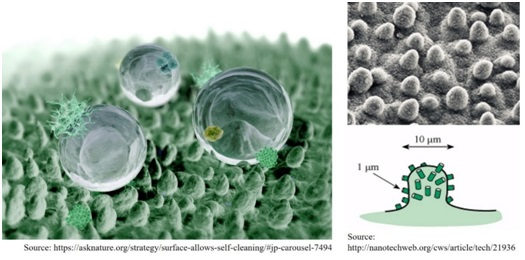 10 μm
1 μm
Source: https://asknature.org/strategy/surface-allows-self-cleaning/#jp-carousel-7494
Source:
http://nanotechweb.org/cws/article/tech/21936